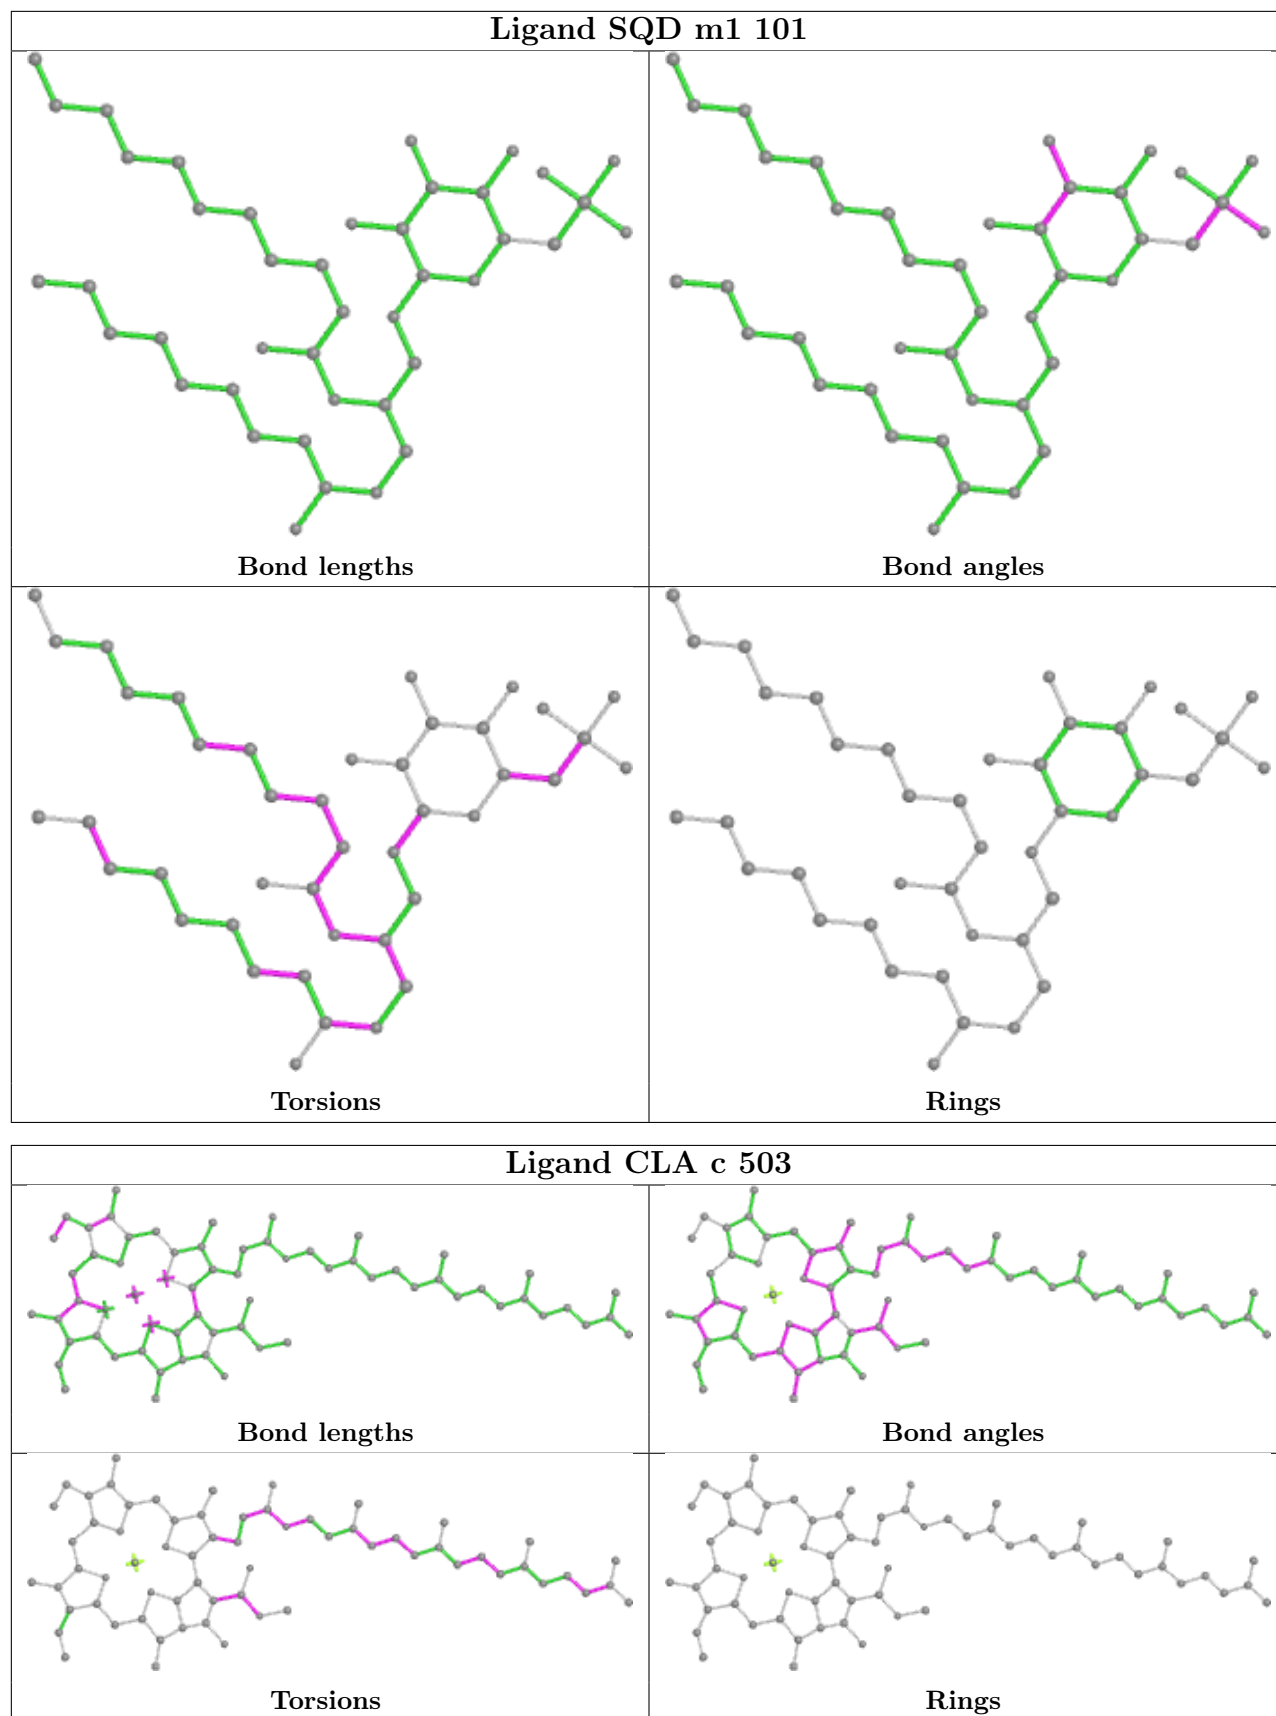 Ligand SQD m1 101
Bond lengths
Bond angles
Torsions
Rings
Ligand CLA c 503
Bond lengths
Bond angles
Torsions
Rings